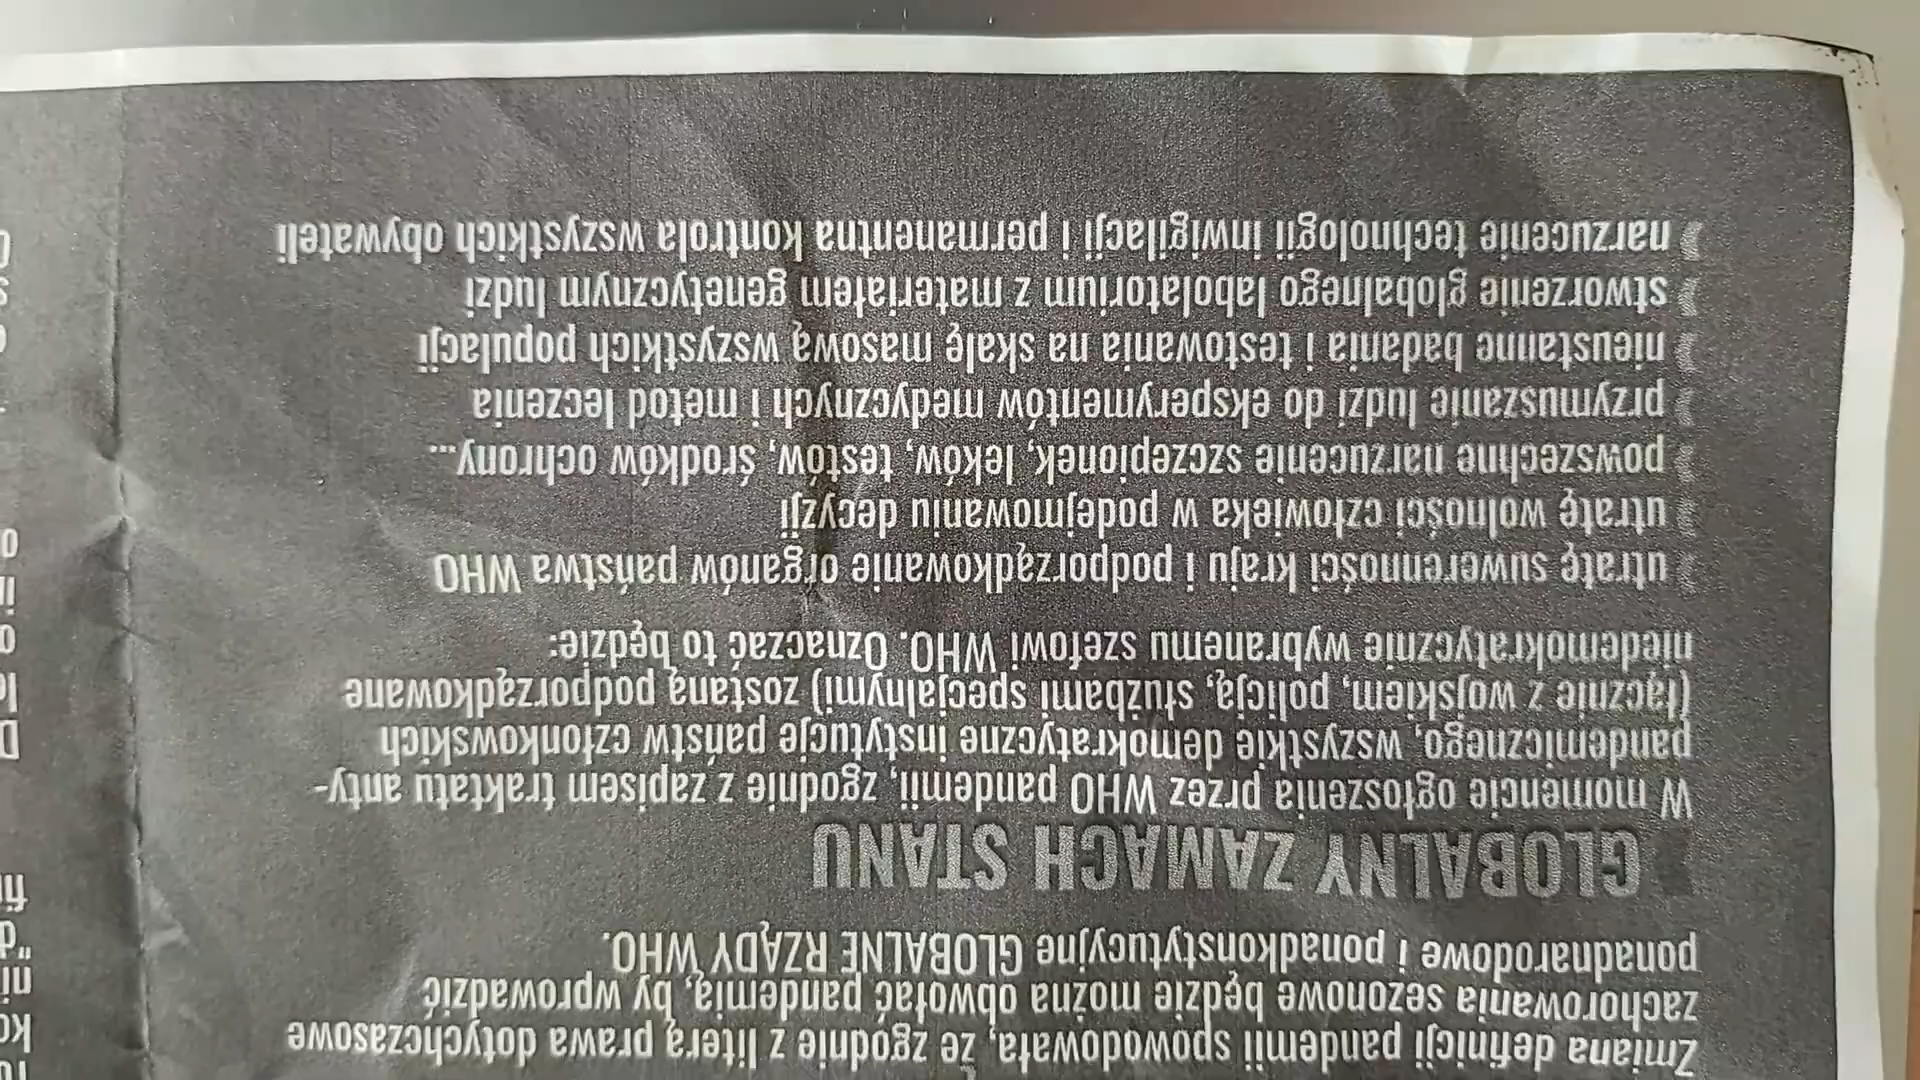 Zmiana definicji pandemii spowodowała, że zgodnie z literą prawa dotychczasowe
zachorowania sezonowe będzie można obwołać pandemią, by wprowadzić
ponadnarodowe i ponadkonstytucyjne GLOBALNE RZĄDY WHO.
GLOBALNY ZAMACH STANU
W momencie ogłoszenia przez WHO pandemii, zgodnie z zapisem traktatu anty-
pandemicznego, wszystkie demokratyczne instytucje państw członkowskich
(łącznie z wojskiem, policją, służbami specjalnymi) zostaną podporządkowane
niedemokratycznie wybranemu szefowi WHO. Oznaczać to będzie:
utratę suwerenności kraju i podporządkowanie organów państwa WHO
utratę wolności człowieka w podejmowaniu decyzji
powszechne narzucenie szczepionek, leków, testów, środków ochrony...
przymuszanie ludzi do eksperymentów medycznych i metod leczenia
nieustanne badania i testowania na skalę masową wszystkich populacji
stworzenie globalnego labolatorium z materiałem genetycznym ludzi
narzucenie technologii inwigilacji i permanentna kontrola wszystkich obywateli